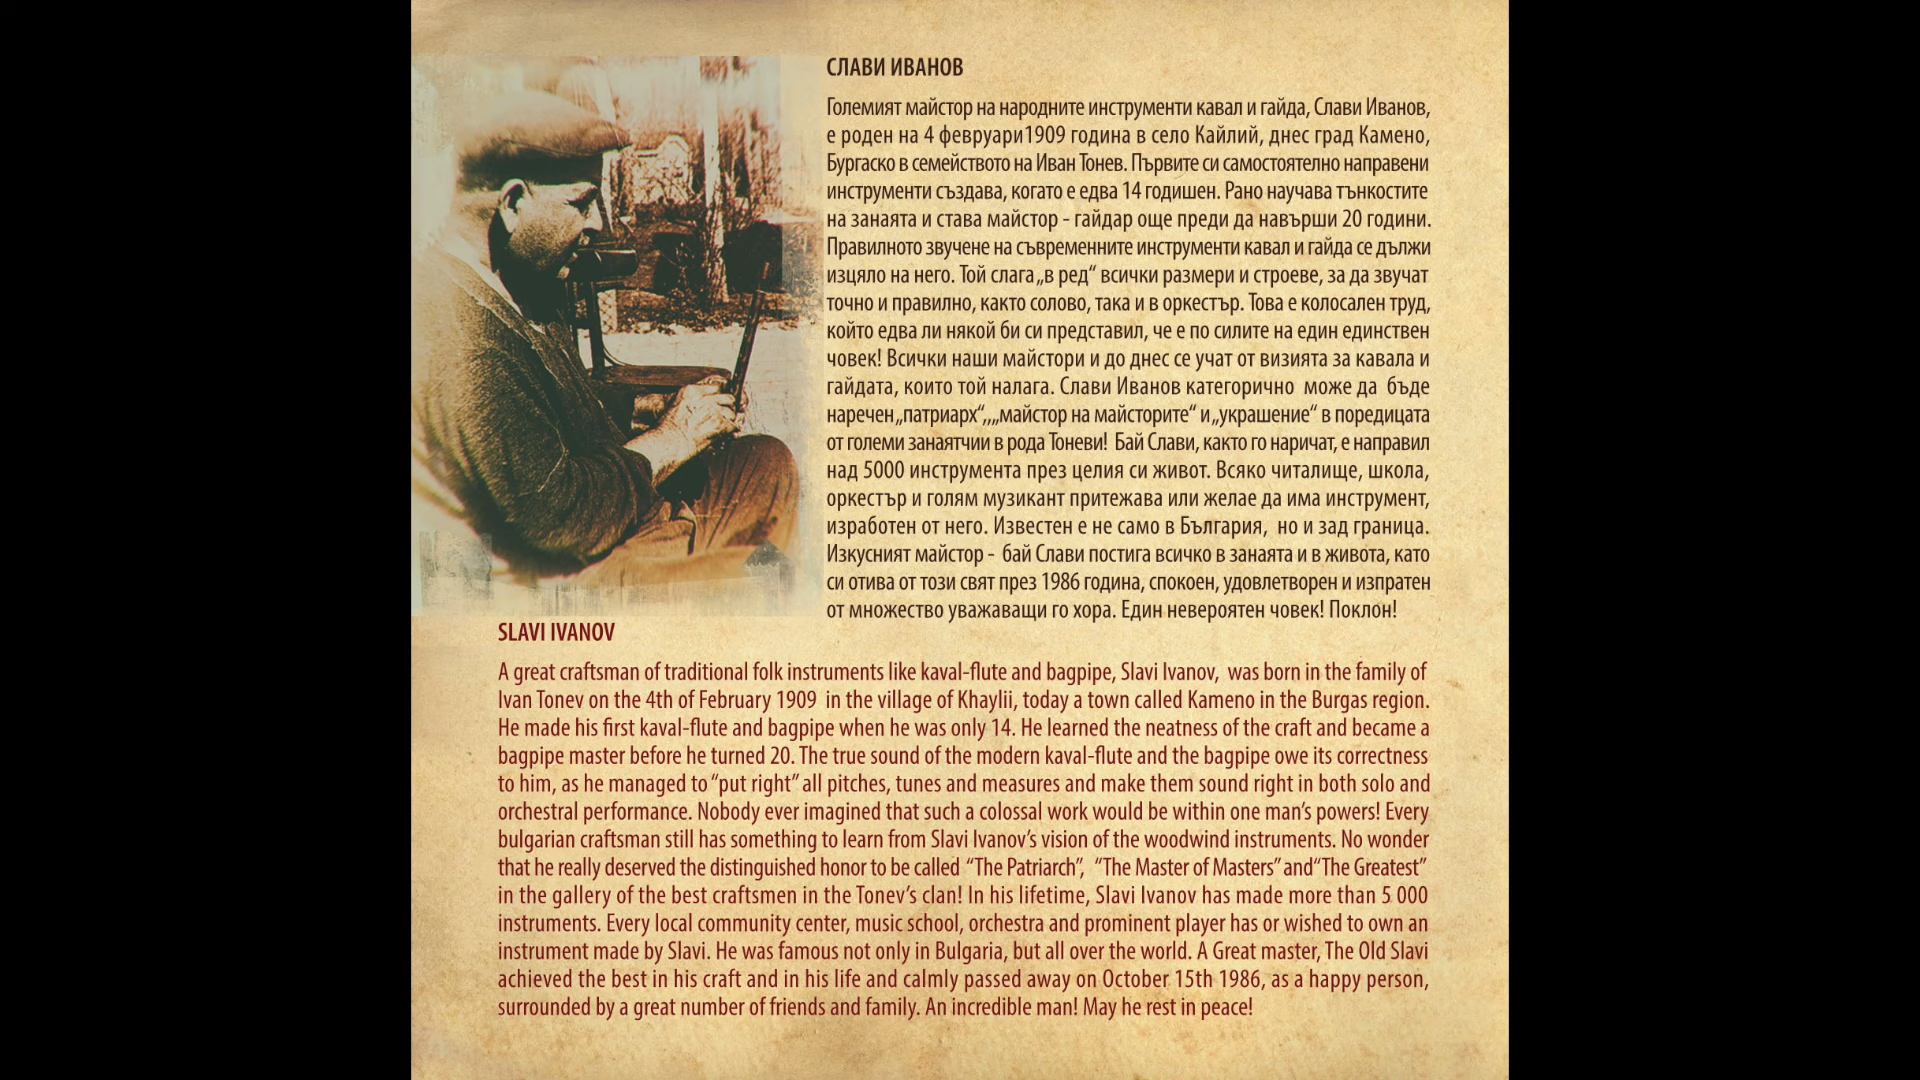 СЛАВИ ИВАНОВ
Големият майстор на народните инструменти кавал и гайда, Слави Иванов,
е роден на 4 февруари1909 година в село Кайлий, днес град Камено,
Бургаско в семейството на Иван Тонев. Първите си самостоятелно направени
инструменти създава, когато е едва 14 годишен. Рано научава тънкостите
на занаята и става майстор - гайдар още преди да навърши 20 години.
Правилното звучене на съвременните инструменти кавал и гайда се дължи
изцяло на него. Той слага „в ред“ всички размери и строеве, за да звучат
точно и правилно, както солово, така и в оркестър. Това е колосален труд,
който едва ли някой би си представил, че е по силите на един единствен
човек! Всички наши майстори и до днес се учат от визията за кавала и
гайдата, които той налага. Слави Иванов категорично може да бъде
наречен „патриарх“,„майстор на майсторите“ и „украшение“ в поредицата
от големи занаятчии в рода Тоневи! Бай Слави, както го наричат, е направил
над 5000 инструмента през целия си живот. Всяко читалище, школа,
оркестър и голям музикант притежава или желае да има инструмент,
изработен от него. Известен е не само в България, но и зад граница.
Изкусният майстор - бай Слави постига всичко в занаята и в живота, като
си отива от този свят през 1986 година, спокоен, удовлетворен и изпратен
от множество уважаващи го хора. Един невероятен човек! Поклон!
SLAVI IVANOV
A great craftsman of traditional folk instruments like kaval-flute and bagpipe, Slavi Ivanov, was born in the family of
Ivan Tonev on the 4th of February 1909 in the village of Khaylii, today a town called Kameno in the Burgas region.
He made his first kaval-flute and bagpipe when he was only 14. He learned the neatness of the craft and became a
bagpipe master before he turned 20. The true sound of the modern kaval-flute and the bagpipe owe its correctness
to him, as he managed to “put right” all pitches, tunes and measures and make them sound right in both solo and
orchestral performance. Nobody ever imagined that such a colossal work would be within one man’s powers! Every
bulgarian craftsman still has something to learn from Slavi Ivanov’s vision of the woodwind instruments. No wonder
that he really deserved the distinguished honor to be called “The Patriarch”, “The Master of Masters” and“The Greatest”
in the gallery of the best craftsmen in the Tonev’s clan! In his lifetime, Slavi Ivanov has made more than 5 000
instruments. Every local community center, music school, orchestra and prominent player has or wished to own an
instrument made by Slavi. He was famous not only in Bulgaria, but all over the world. A Great master, The Old Slavi
achieved the best in his craft and in his life and calmly passed away on October 15th 1986, as a happy person,
surrounded by a great number of friends and family. An incredible man! May he rest in peace!